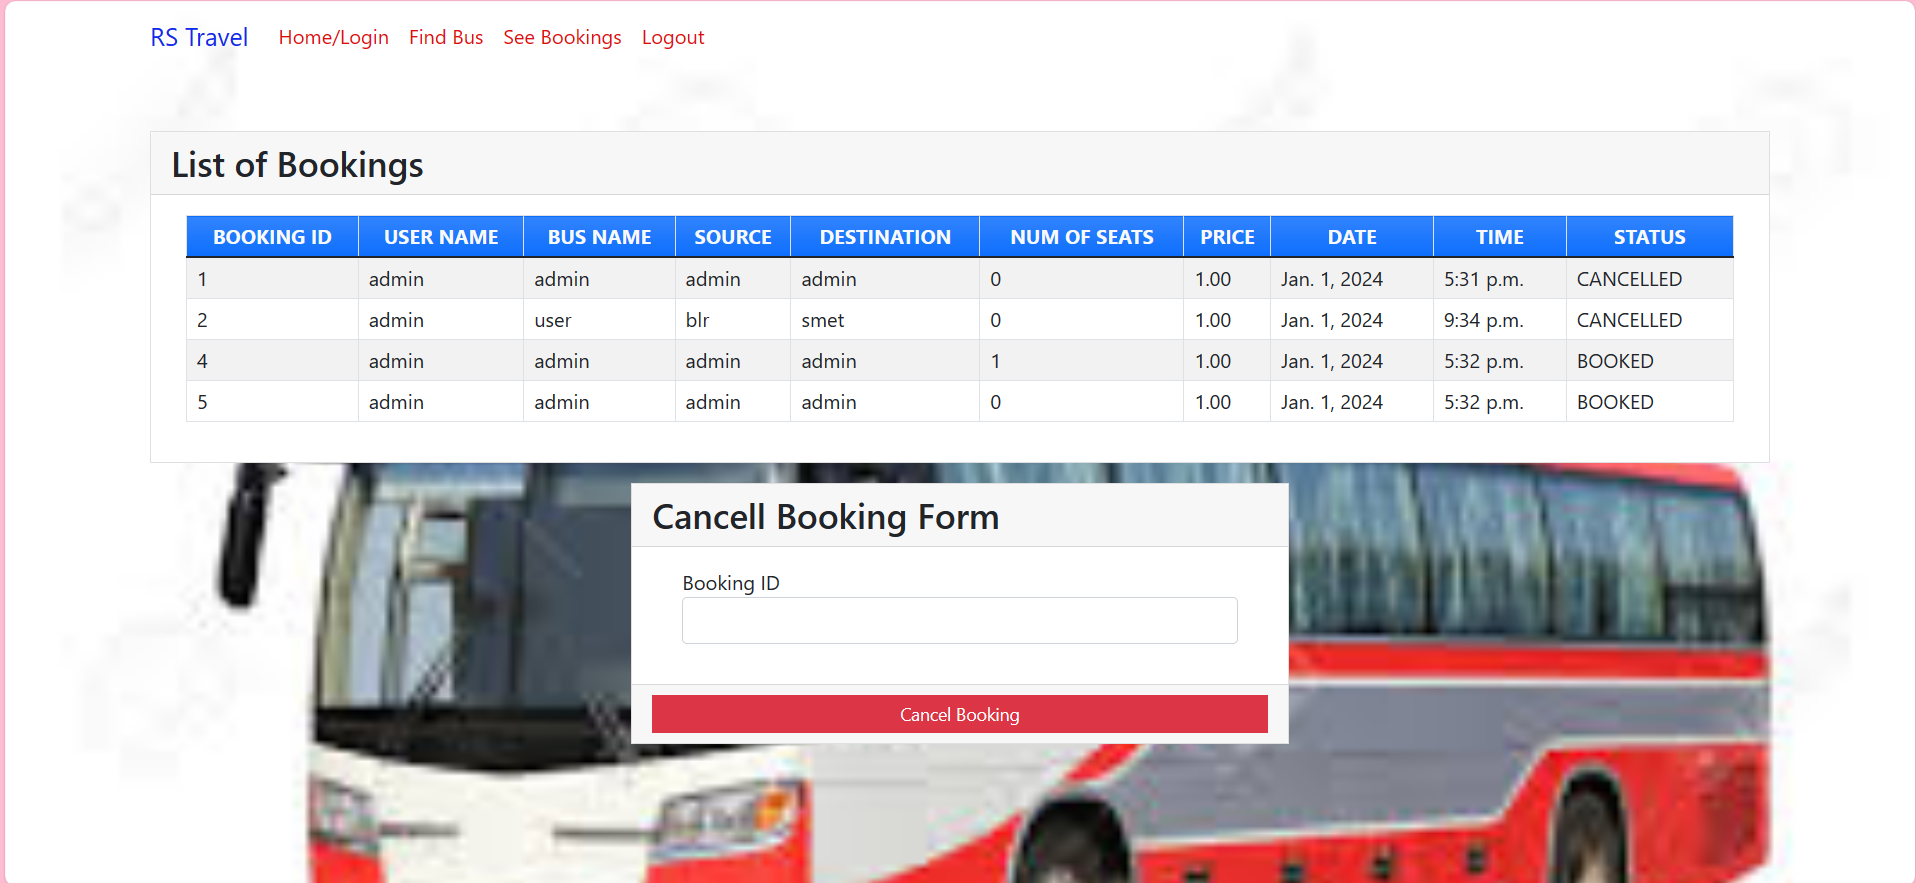 RS Travel Home/Login Find Bus See Bookings Logout
List of Bookings
BOOKING ID USER NAME BUS NAME SOURCE DESTINATION NUM OF SEATS PRICE DATE TIME STATUS
1 admin admin admin admin 0 1.00 Jan. 1, 2024 5:31 p.m. CANCELLED
2 admin user blr smet 0 1.00 Jan. 1, 2024 9:34 p.m. CANCELLED
4 admin admin admin admin 1 1.00 Jan. 1, 2024 5:32 p.m. BOOKED
5 admin admin admin admin 0 1.00 Jan. 1, 2024 5:32 p.m. BOOKED
Cancell Booking Form
Booking ID
Cancel Booking